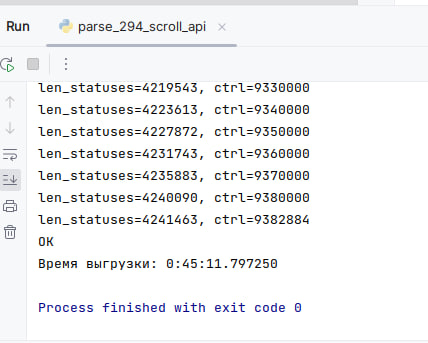 Run
parse_294_scroll_api
len_statuses=4219543, ctrl=9330000
len_statuses=4223613, ctrl=9340000
len_statuses=4227872, ctrl=9350000
len_statuses=4231743, ctrl=9360000
len_statuses=4235883, ctrl=9370000
len_statuses=4240090, ctrl=9380000
len_statuses=4241463, ctrl=9382884
OK
Время выгрузки: 0:45:11.797250
Process finished with exit code 0